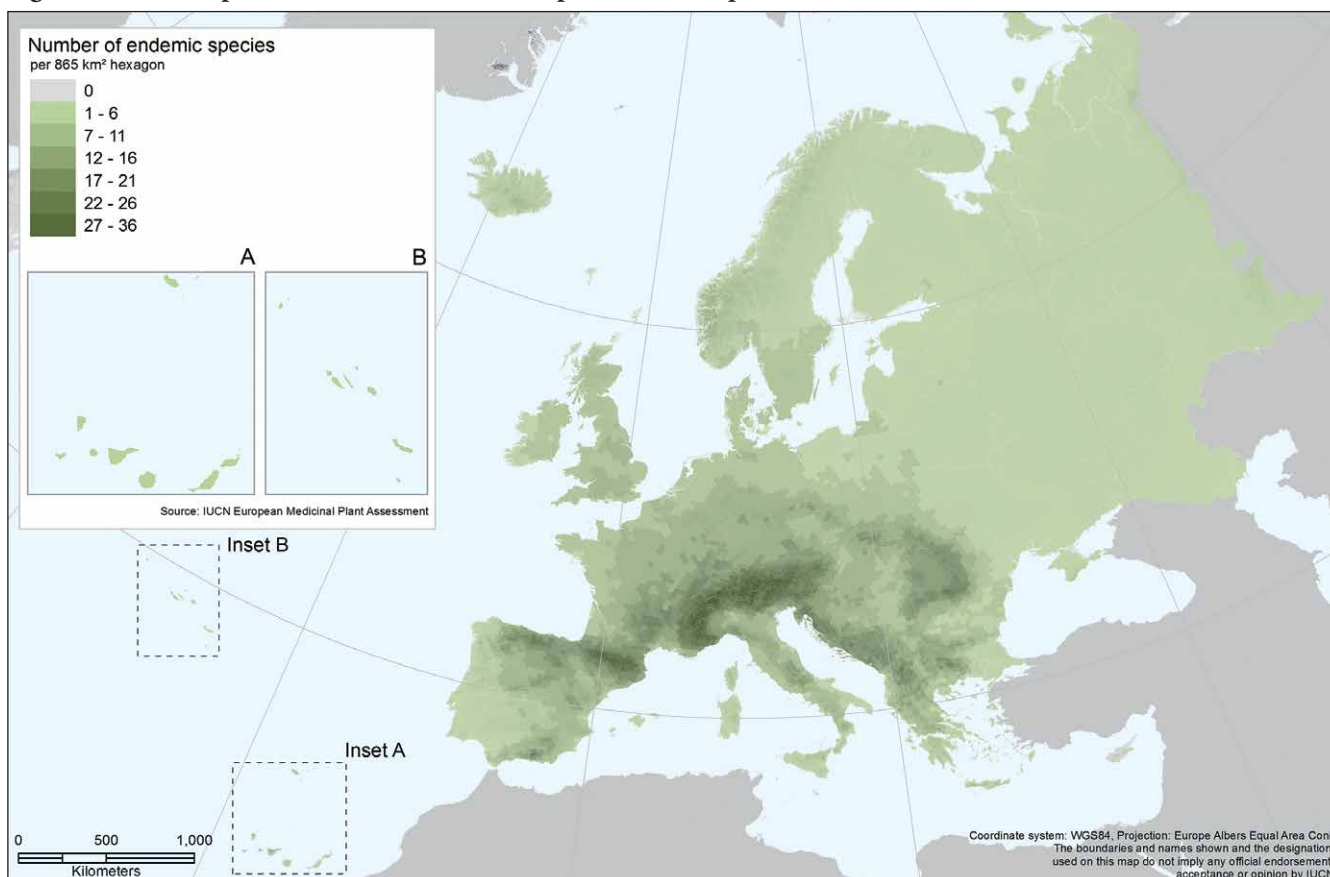 Number of endemic species
per 865 km² hexagon
0
1 - 6
7 - 11
12 - 16
17 - 21
22 - 26
27 - 36
A
B
Source: IUCN European Medicinal Plant Assessment
Inset B
Inset A
0 500 1,000
Kilometers
Coordinate system: WGS84, Projection: Europe Albers Equal Area Coni
The boundaries and names shown and the designation
used on this map do not imply any official endorsement
acceptance or opinion by IUCN